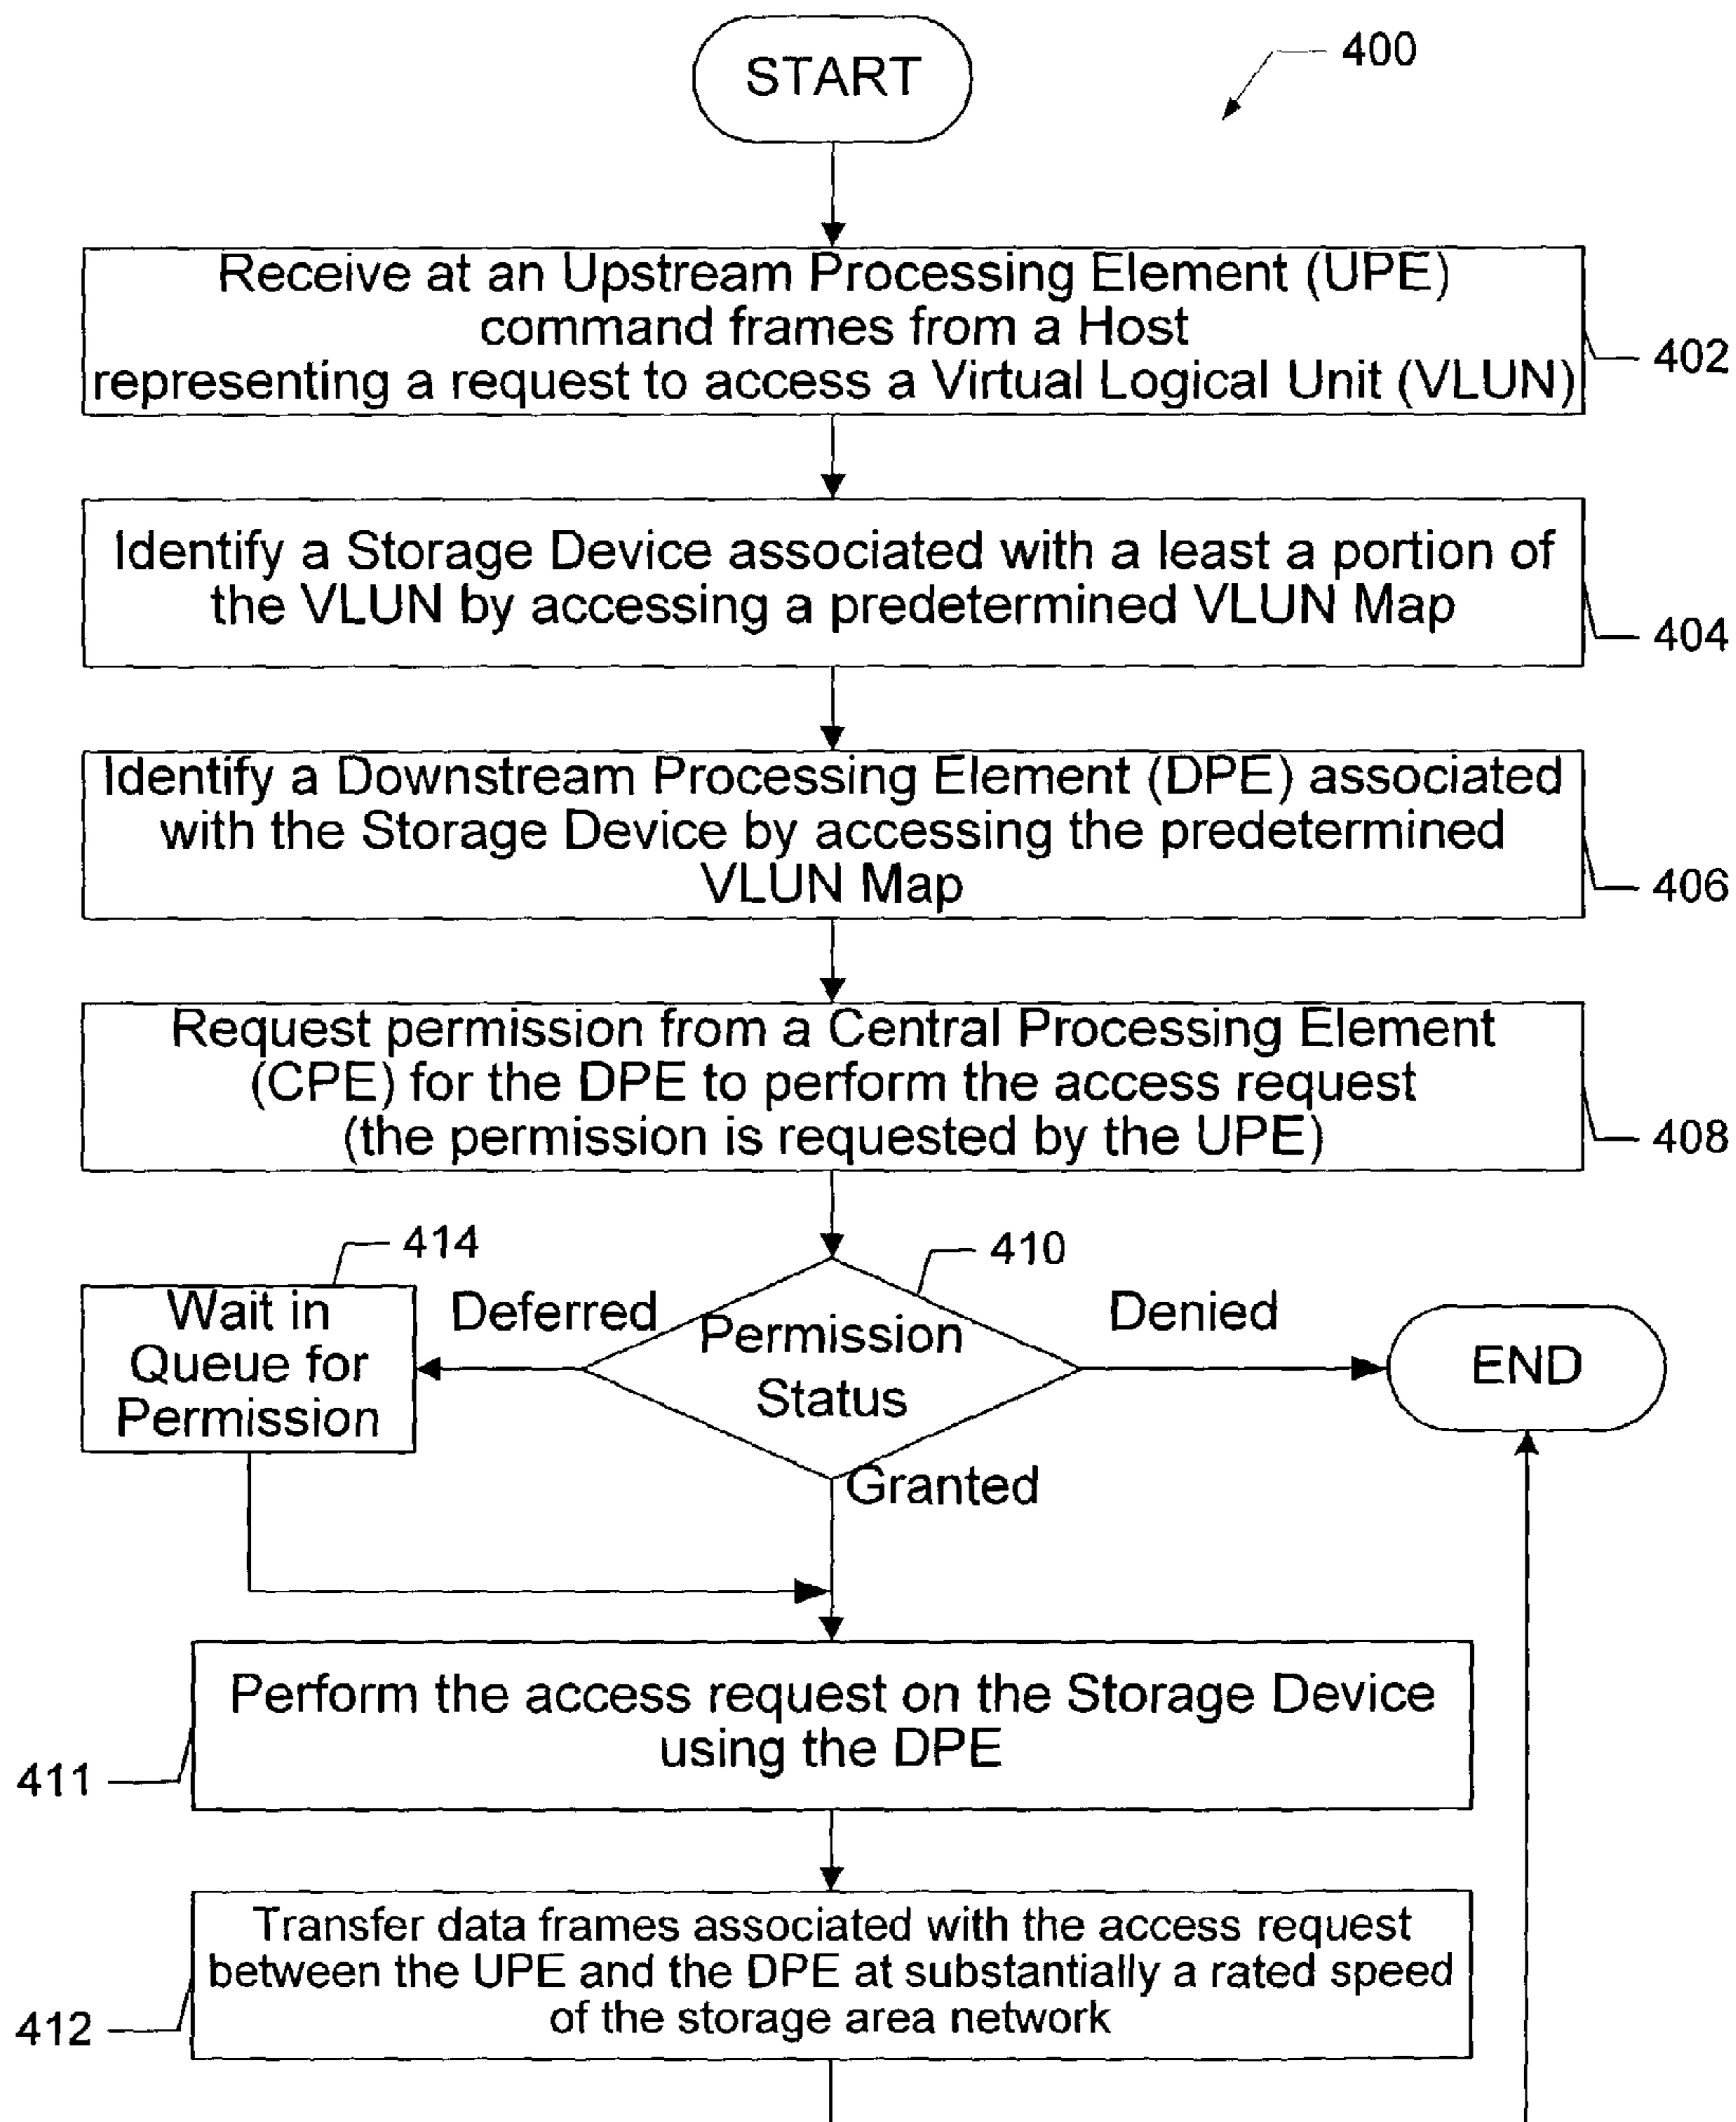 START
400
Receive at an Upstream Processing Element (UPE)
command frames from a Host
representing a request to access a Virtual Logical Unit (VLUN)
402
Identify a Storage Device associated with a least a portion of
the VLUN by accessing a predetermined VLUN Map
404
Identify a Downstream Processing Element (DPE) associated
with the Storage Device by accessing the predetermined
VLUN Map
406
Request permission from a Central Processing Element
(CPE) for the DPE to perform the access request
(the permission is requested by the UPE)
408
414
410
Wait in
Queue for
Permission
Deferred
Permission
Status
Denied
END
Granted
Perform the access request on the Storage Device
using the DPE
411
Transfer data frames associated with the access request
between the UPE and the DPE at substantially a rated speed
of the storage area network
412